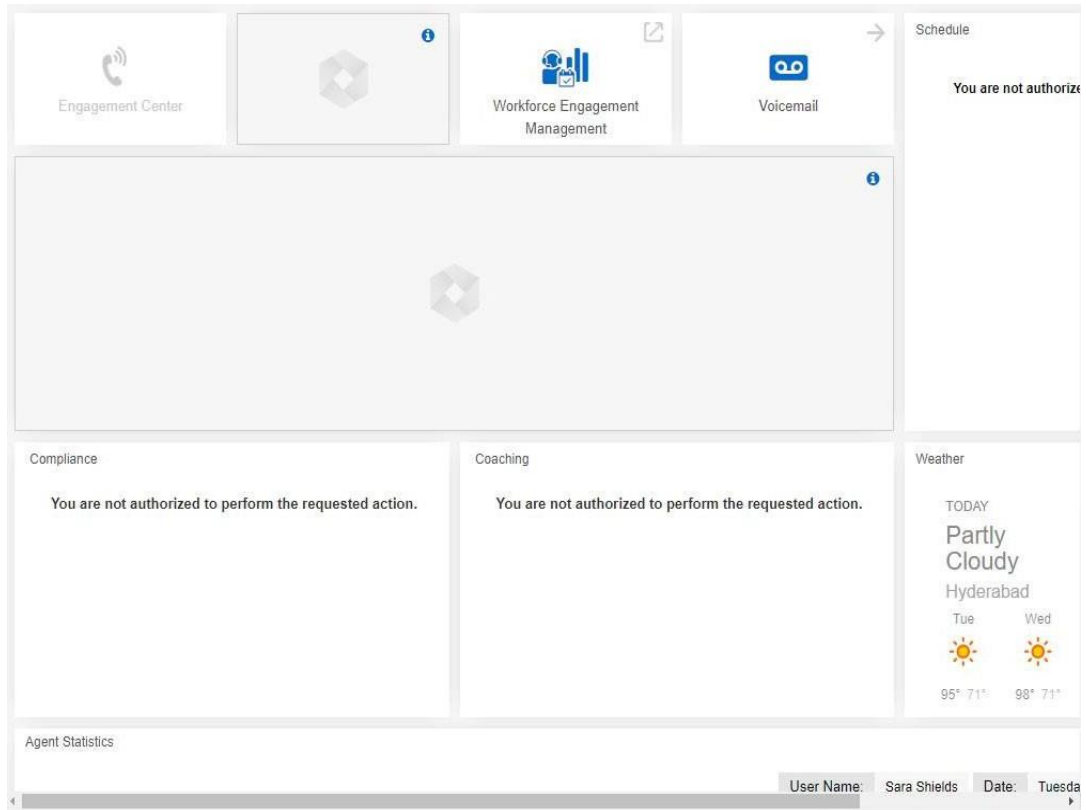 Engagement Center
Workforce Engagement
Management
Voicemail
Schedule
You are not authorize
Compliance
You are not authorized to perform the requested action.
Coaching
You are not authorized to perform the requested action.
Weather
TODAY
Partly
Cloudy
Hyderabad
Tue Wed
95° 71° 98° 71°
Agent Statistics
User Name: Sara Shields Date: Tuesda